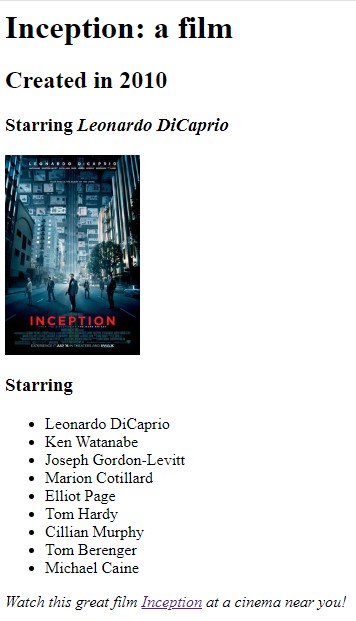 Inception: a film
Created in 2010
Starring Leonardo DiCaprio
LEONARDO DiCAPRIO
INCEPTION
Starring
Leonardo DiCaprio
Ken Watanabe
Joseph Gordon-Levitt
Marion Cotillard
Elliot Page
Tom Hardy
Cillian Murphy
Tom Berenger
Michael Caine
Watch this great film Inception at a cinema near you!